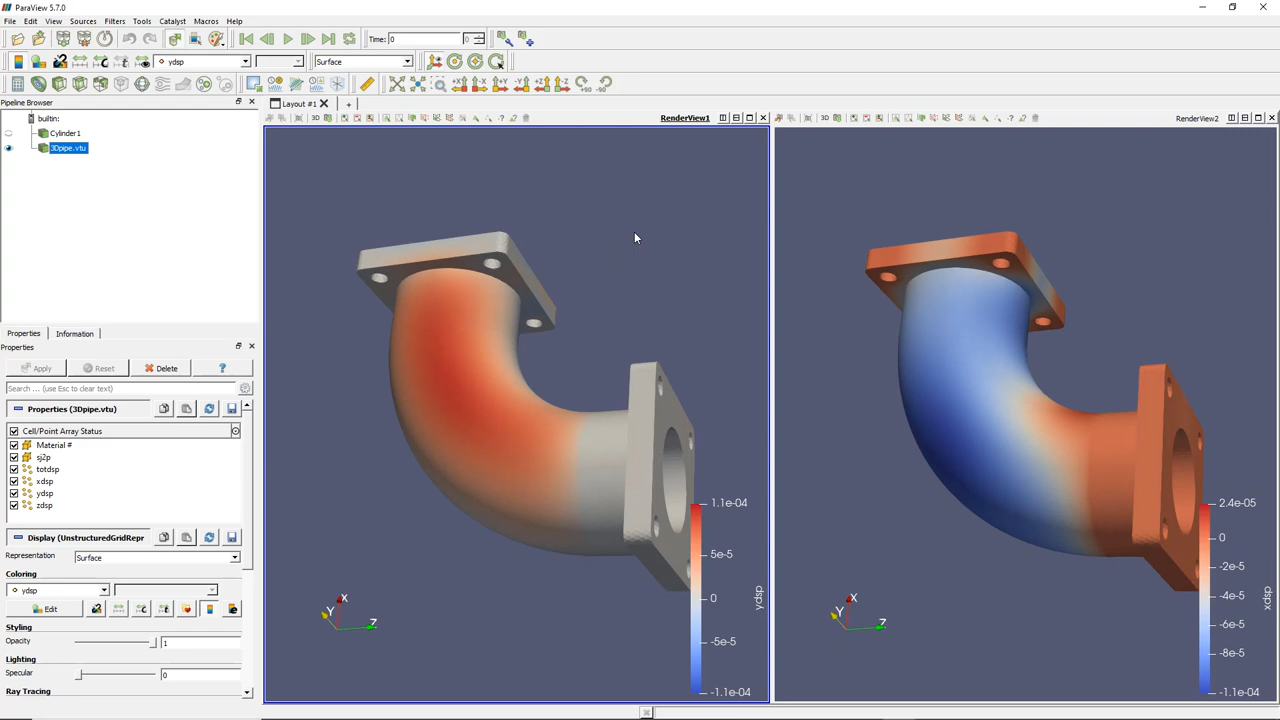 ParaView 5.7.0
File Edit View Sources Filters Tools Catalyst Macros Help
Time: 0 0
ydsp Surface
+X -X +Y -Y +Z -Z
Pipeline Browser
Layout #1 +
builtin:
3D RenderView1
3D RenderView2
Cylinder1
3Dpipe.vtu
Properties Information
Properties
Apply Reset Delete ?
Search ... (use Esc to clear text)
Properties (3Dpipe.vtu)
Cell/Point Array Status
Material #
sj2p
totdsp
xdsp
ydsp
zdsp
Display (UnstructuredGridRepr
Representation Surface
Coloring
ydsp
Edit
Styling
Opacity 1
Lighting
Specular 0
Ray Tracing
1.1e-04
5e-5
0
-5e-5
-1.1e-04
ydsp
X
Y
Z
2.4e-05
0
-2e-5
-4e-5
-6e-5
-8e-5
-1.1e-04
xdsp
X
Y
Z